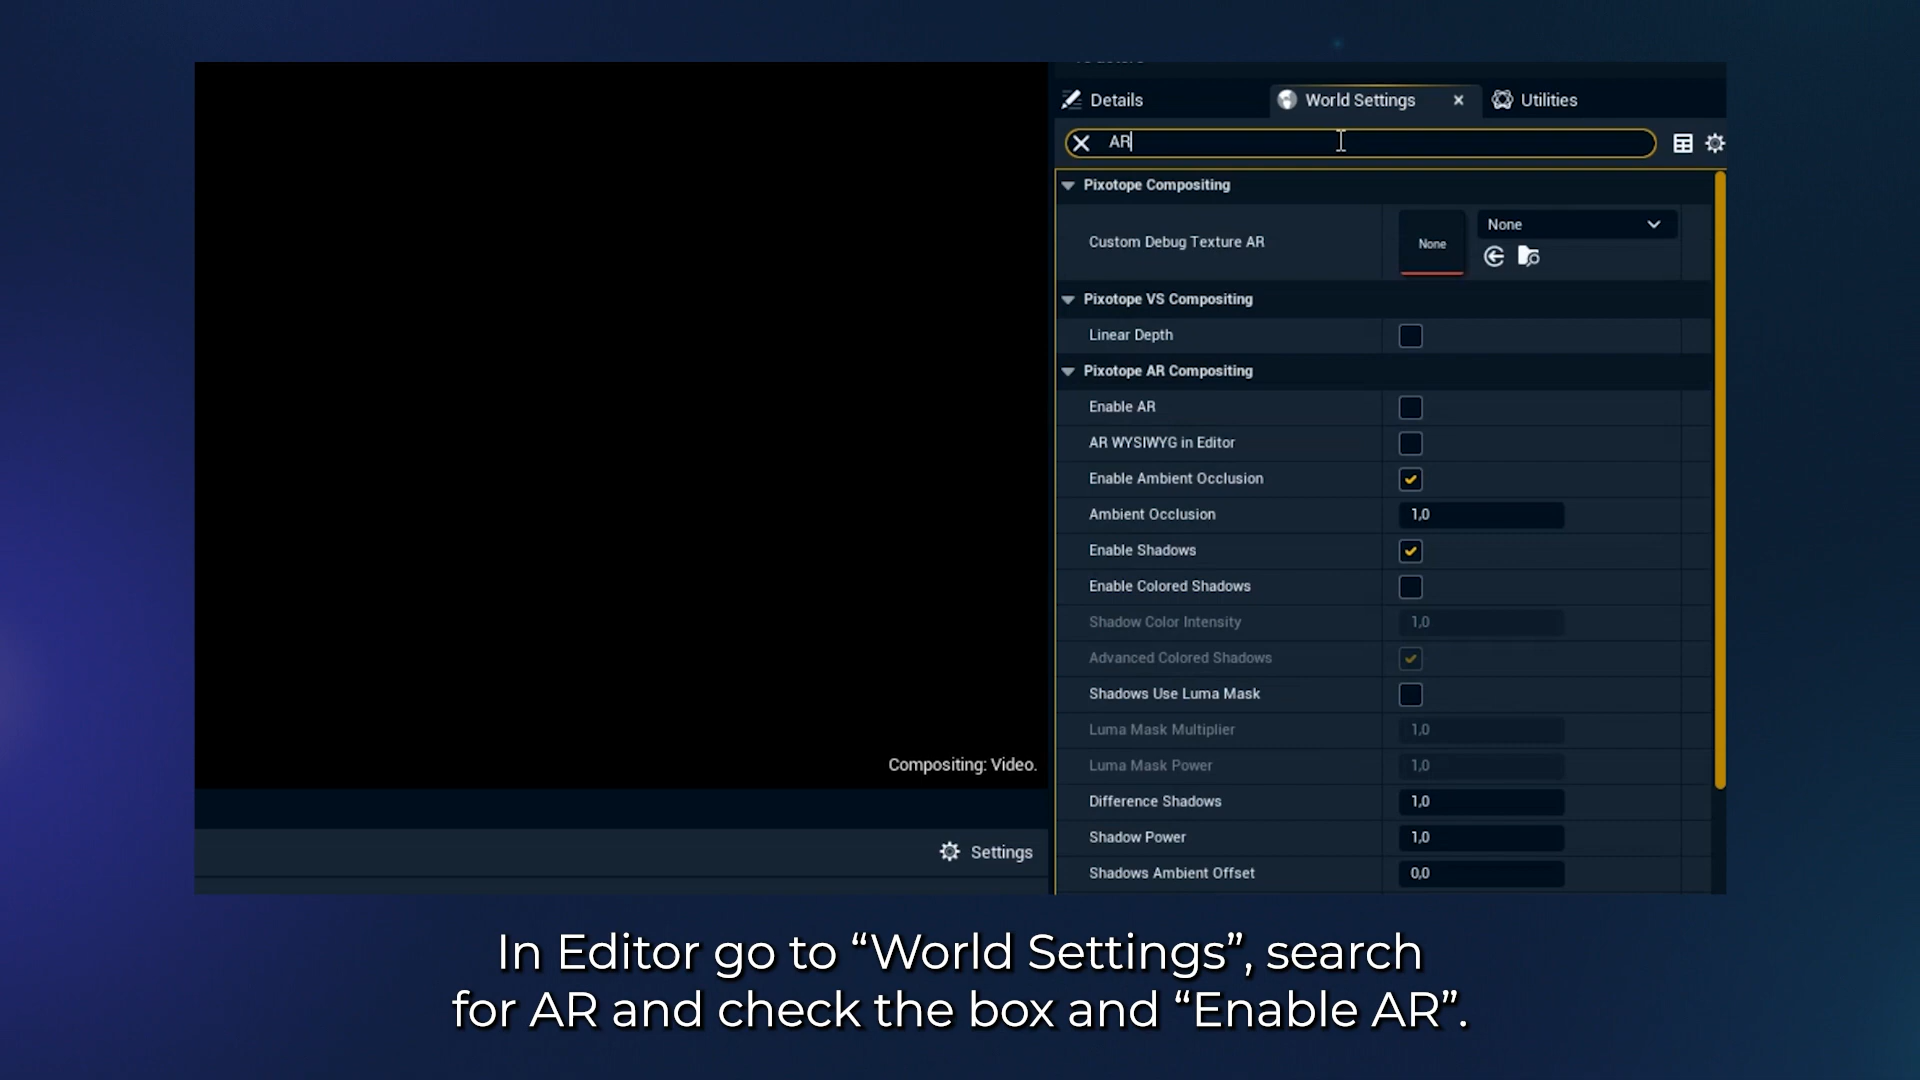 Details
World Settings
Utilities
AR
Pixotope Compositing
Custom Debug Texture AR
None
None
Pixotope VS Compositing
Linear Depth
Pixotope AR Compositing
Enable AR
AR WYSIWYG in Editor
Enable Ambient Occlusion
Ambient Occlusion 1,0
Enable Shadows
Enable Colored Shadows
Shadow Color Intensity 1,0
Advanced Colored Shadows
Shadows Use Luma Mask
Luma Mask Multiplier 1,0
Luma Mask Power 1,0
Difference Shadows 1,0
Shadow Power 1,0
Shadows Ambient Offset 0,0
Compositing: Video.
Settings
In Editor go to “World Settings”, search
for AR and check the box and “Enable AR”.